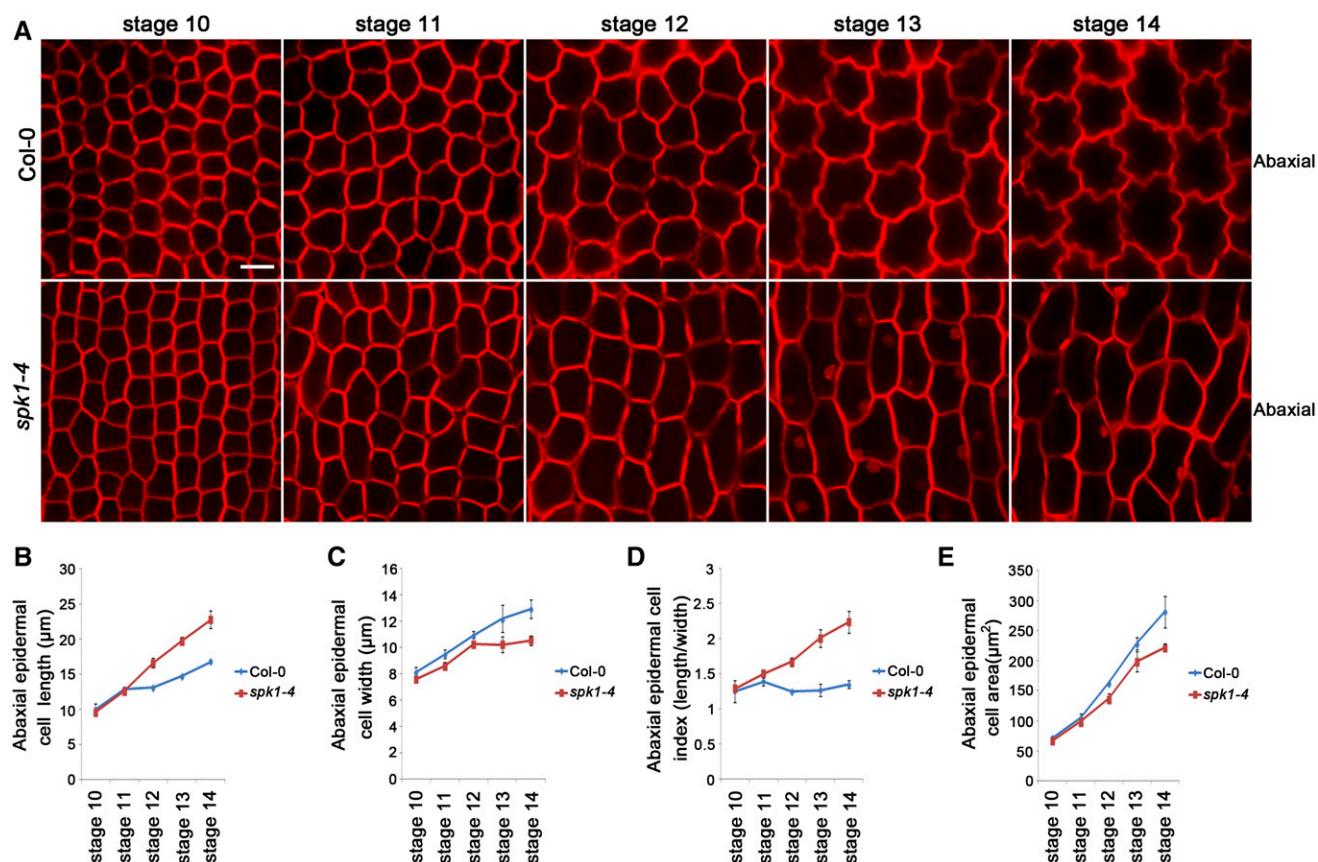 A
stage 10 stage 11 stage 12 stage 13 stage 14
Col-0
Abaxial
spk1-4
Abaxial
B
Abaxial epidermal
cell length (µm)
30
25
20
15
10
5
0
stage 10
stage 11
stage 12
stage 13
stage 14
Col-0
spk1-4
C
Abaxial epidermal
cell width (µm)
16
14
12
10
8
6
4
2
0
stage 10
stage 11
stage 12
stage 13
stage 14
Col-0
spk1-4
D
Abaxial epidermal cell
index (length/width)
3
2.5
2
1.5
1
0.5
0
stage 10
stage 11
stage 12
stage 13
stage 14
Col-0
spk1-4
E
Abaxial epidermal
cell area(µm²)
350
300
250
200
150
100
50
0
stage 10
stage 11
stage 12
stage 13
stage 14
Col-0
spk1-4